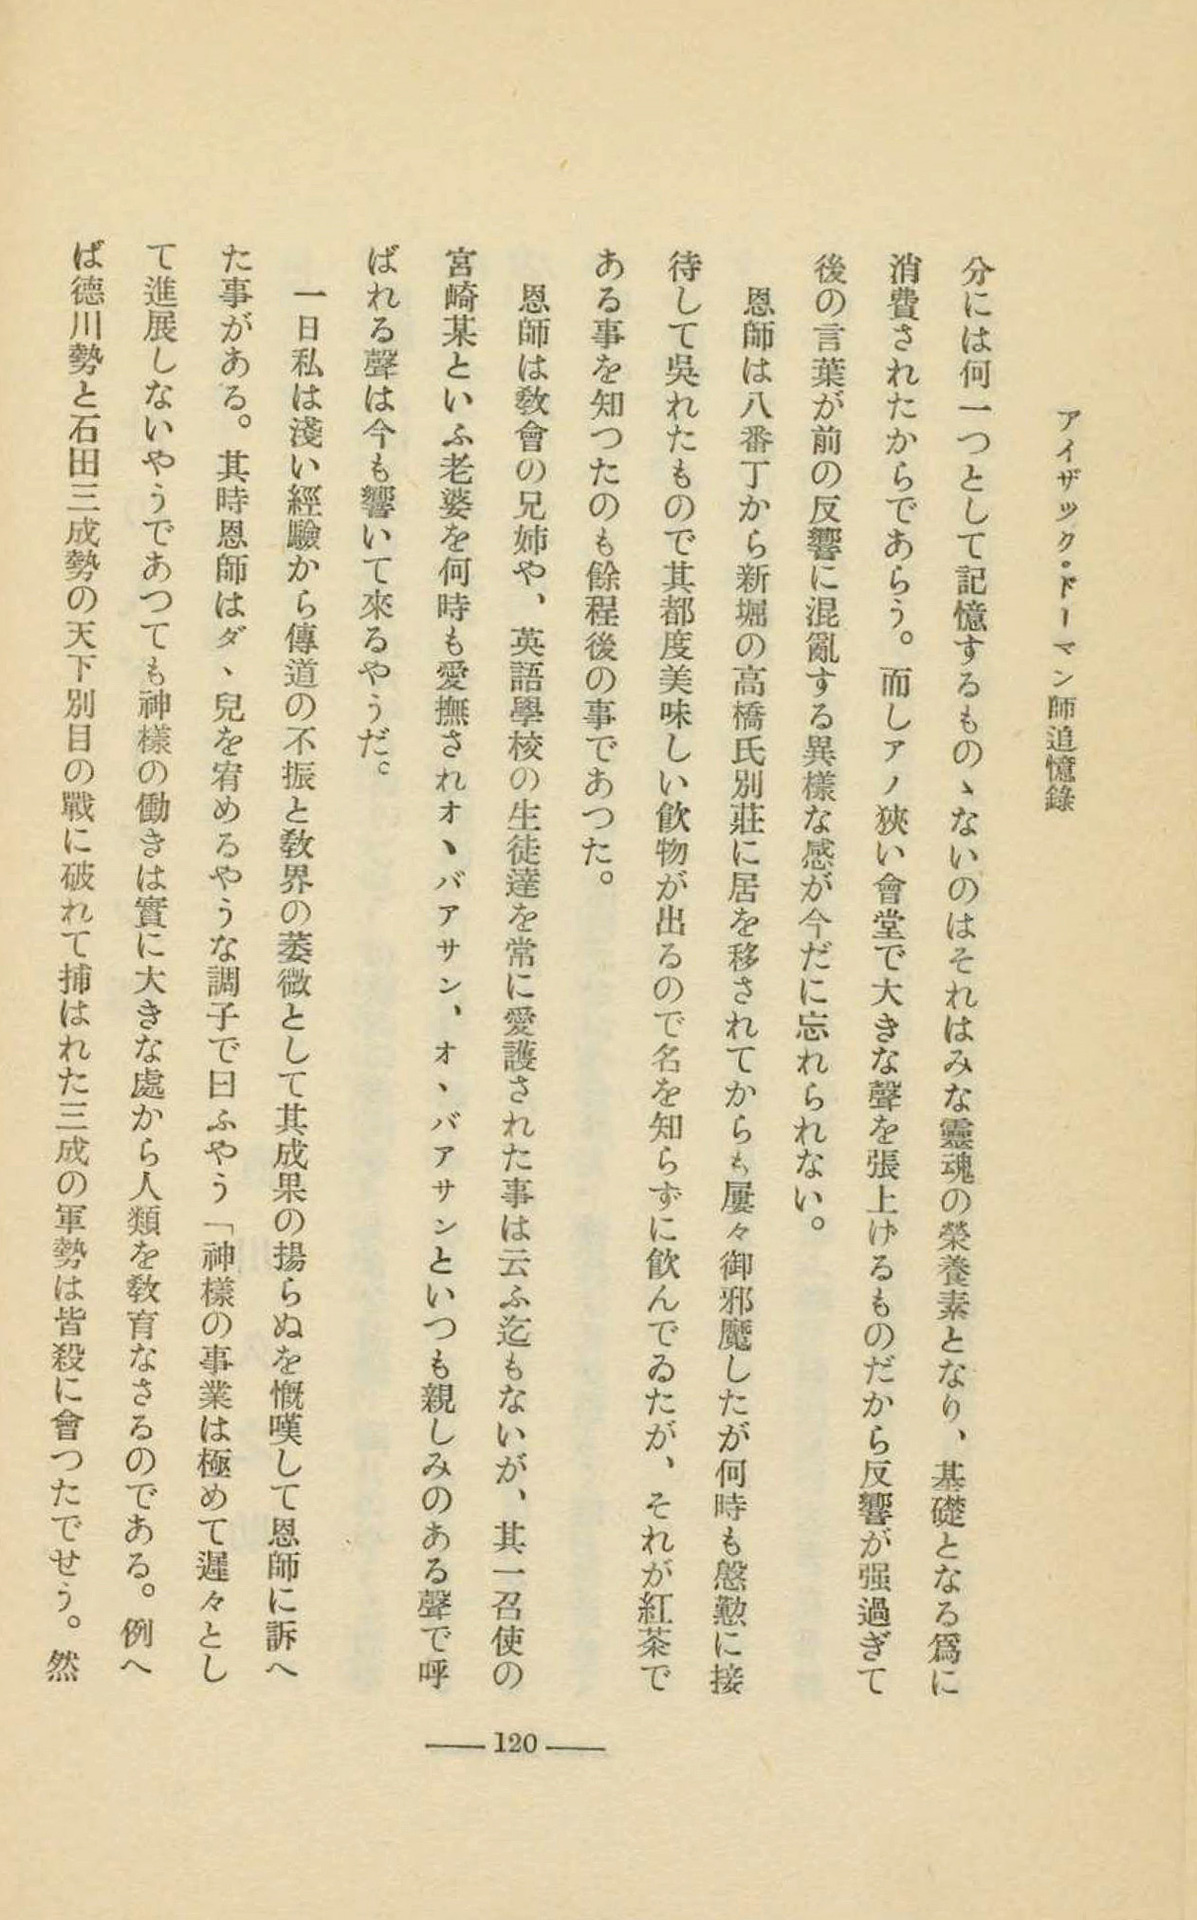 アイザック・ドーマン師追憶錄
分には何一つとして記憶するものゝないのはそれはみな靈魂の榮養素となり、基礎となる爲に
消費されたからであらう。而しアノ狹い會堂で大きな聲を張上げるものだから反響が强過ぎて
後の言葉が前の反響に混亂する異樣な感が今だに忘れられない。
恩師は八番丁から新堀の高橋氏別莊に居を移されてからも屢々御邪魔したが何時も慇懃に接
待して吳れたもので其都度美味しい飮物が出るので名を知らずに飮んでゐたが、それが紅茶で
ある事を知つたのも餘程後の事であつた。
恩師は敎會の兄姉や、英語學校の生徒達を常に愛護された事は云ふ迄もないが、其一召使の
宮崎某といふ老婆を何時も愛撫されオヽバアサン、オヽバアサンといつも親しみのある聲で呼
ばれる聲は今も響いて來るやうだ。
一日私は淺い經驗から傳道の不振と敎界の萎微として其成果の揚らぬを慨嘆して恩師に訴へ
た事がある。其時恩師はダヽ兒を宥めるやうな調子で曰ふやう「神樣の事業は極めて遲々とし
て進展しないやうであつても神樣の働きは實に大きな處から人類を敎育なさるのである。例へ
ば德川勢と石田三成勢の天下別目の戰に破れて捕はれた三成の軍勢は皆殺に會つたでせう。然
120